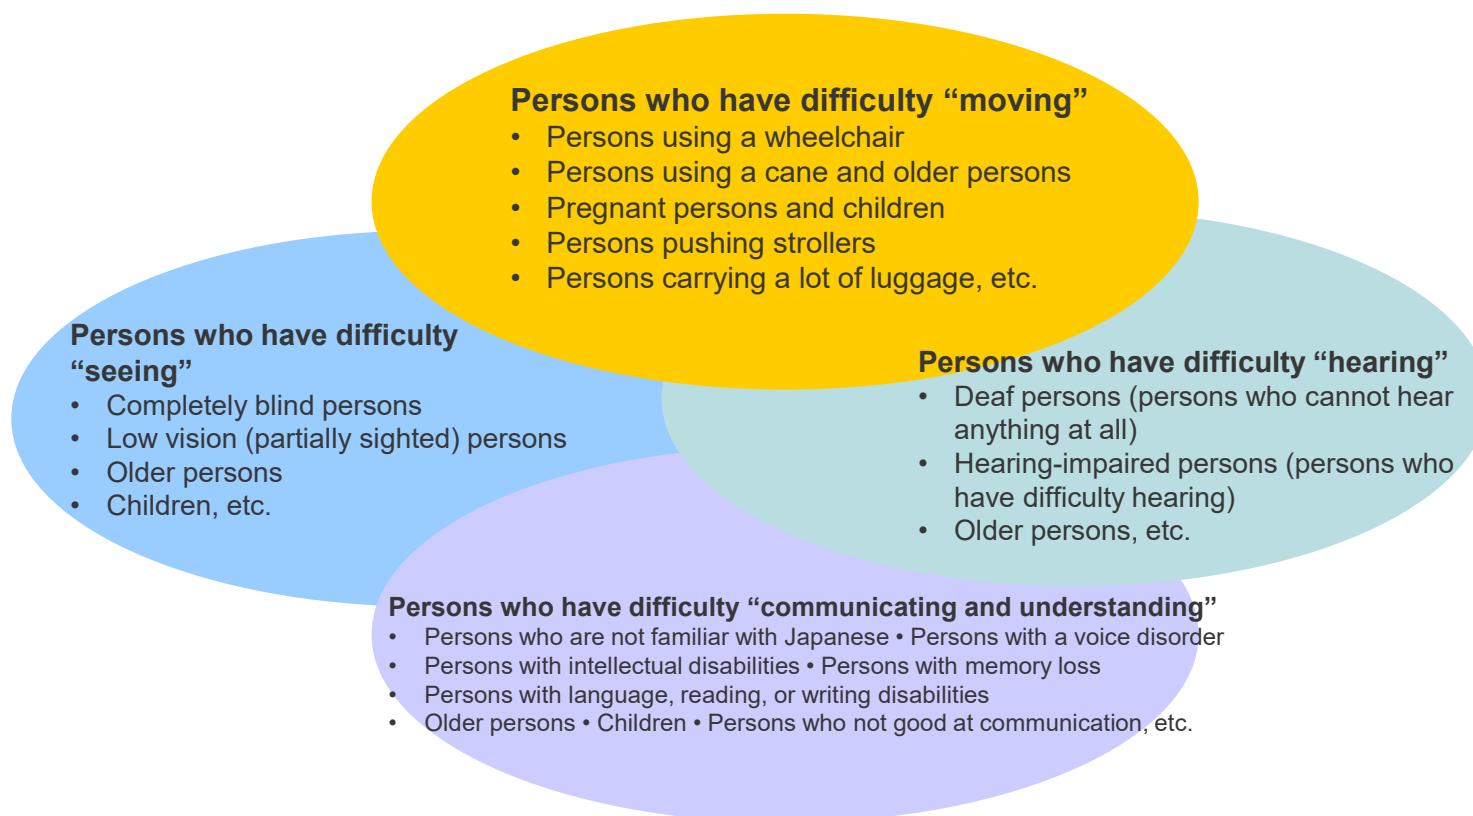 Persons who have difficulty “moving”
• Persons using a wheelchair
• Persons using a cane and older persons
• Pregnant persons and children
• Persons pushing strollers
• Persons carrying a lot of luggage, etc.
Persons who have difficulty
“seeing”
• Completely blind persons
• Low vision (partially sighted) persons
• Older persons
• Children, etc.
Persons who have difficulty “hearing”
• Deaf persons (persons who cannot hear
anything at all)
• Hearing-impaired persons (persons who
have difficulty hearing)
• Older persons, etc.
Persons who have difficulty “communicating and understanding”
• Persons who are not familiar with Japanese • Persons with a voice disorder
• Persons with intellectual disabilities • Persons with memory loss
• Persons with language, reading, or writing disabilities
• Older persons • Children • Persons who not good at communication, etc.